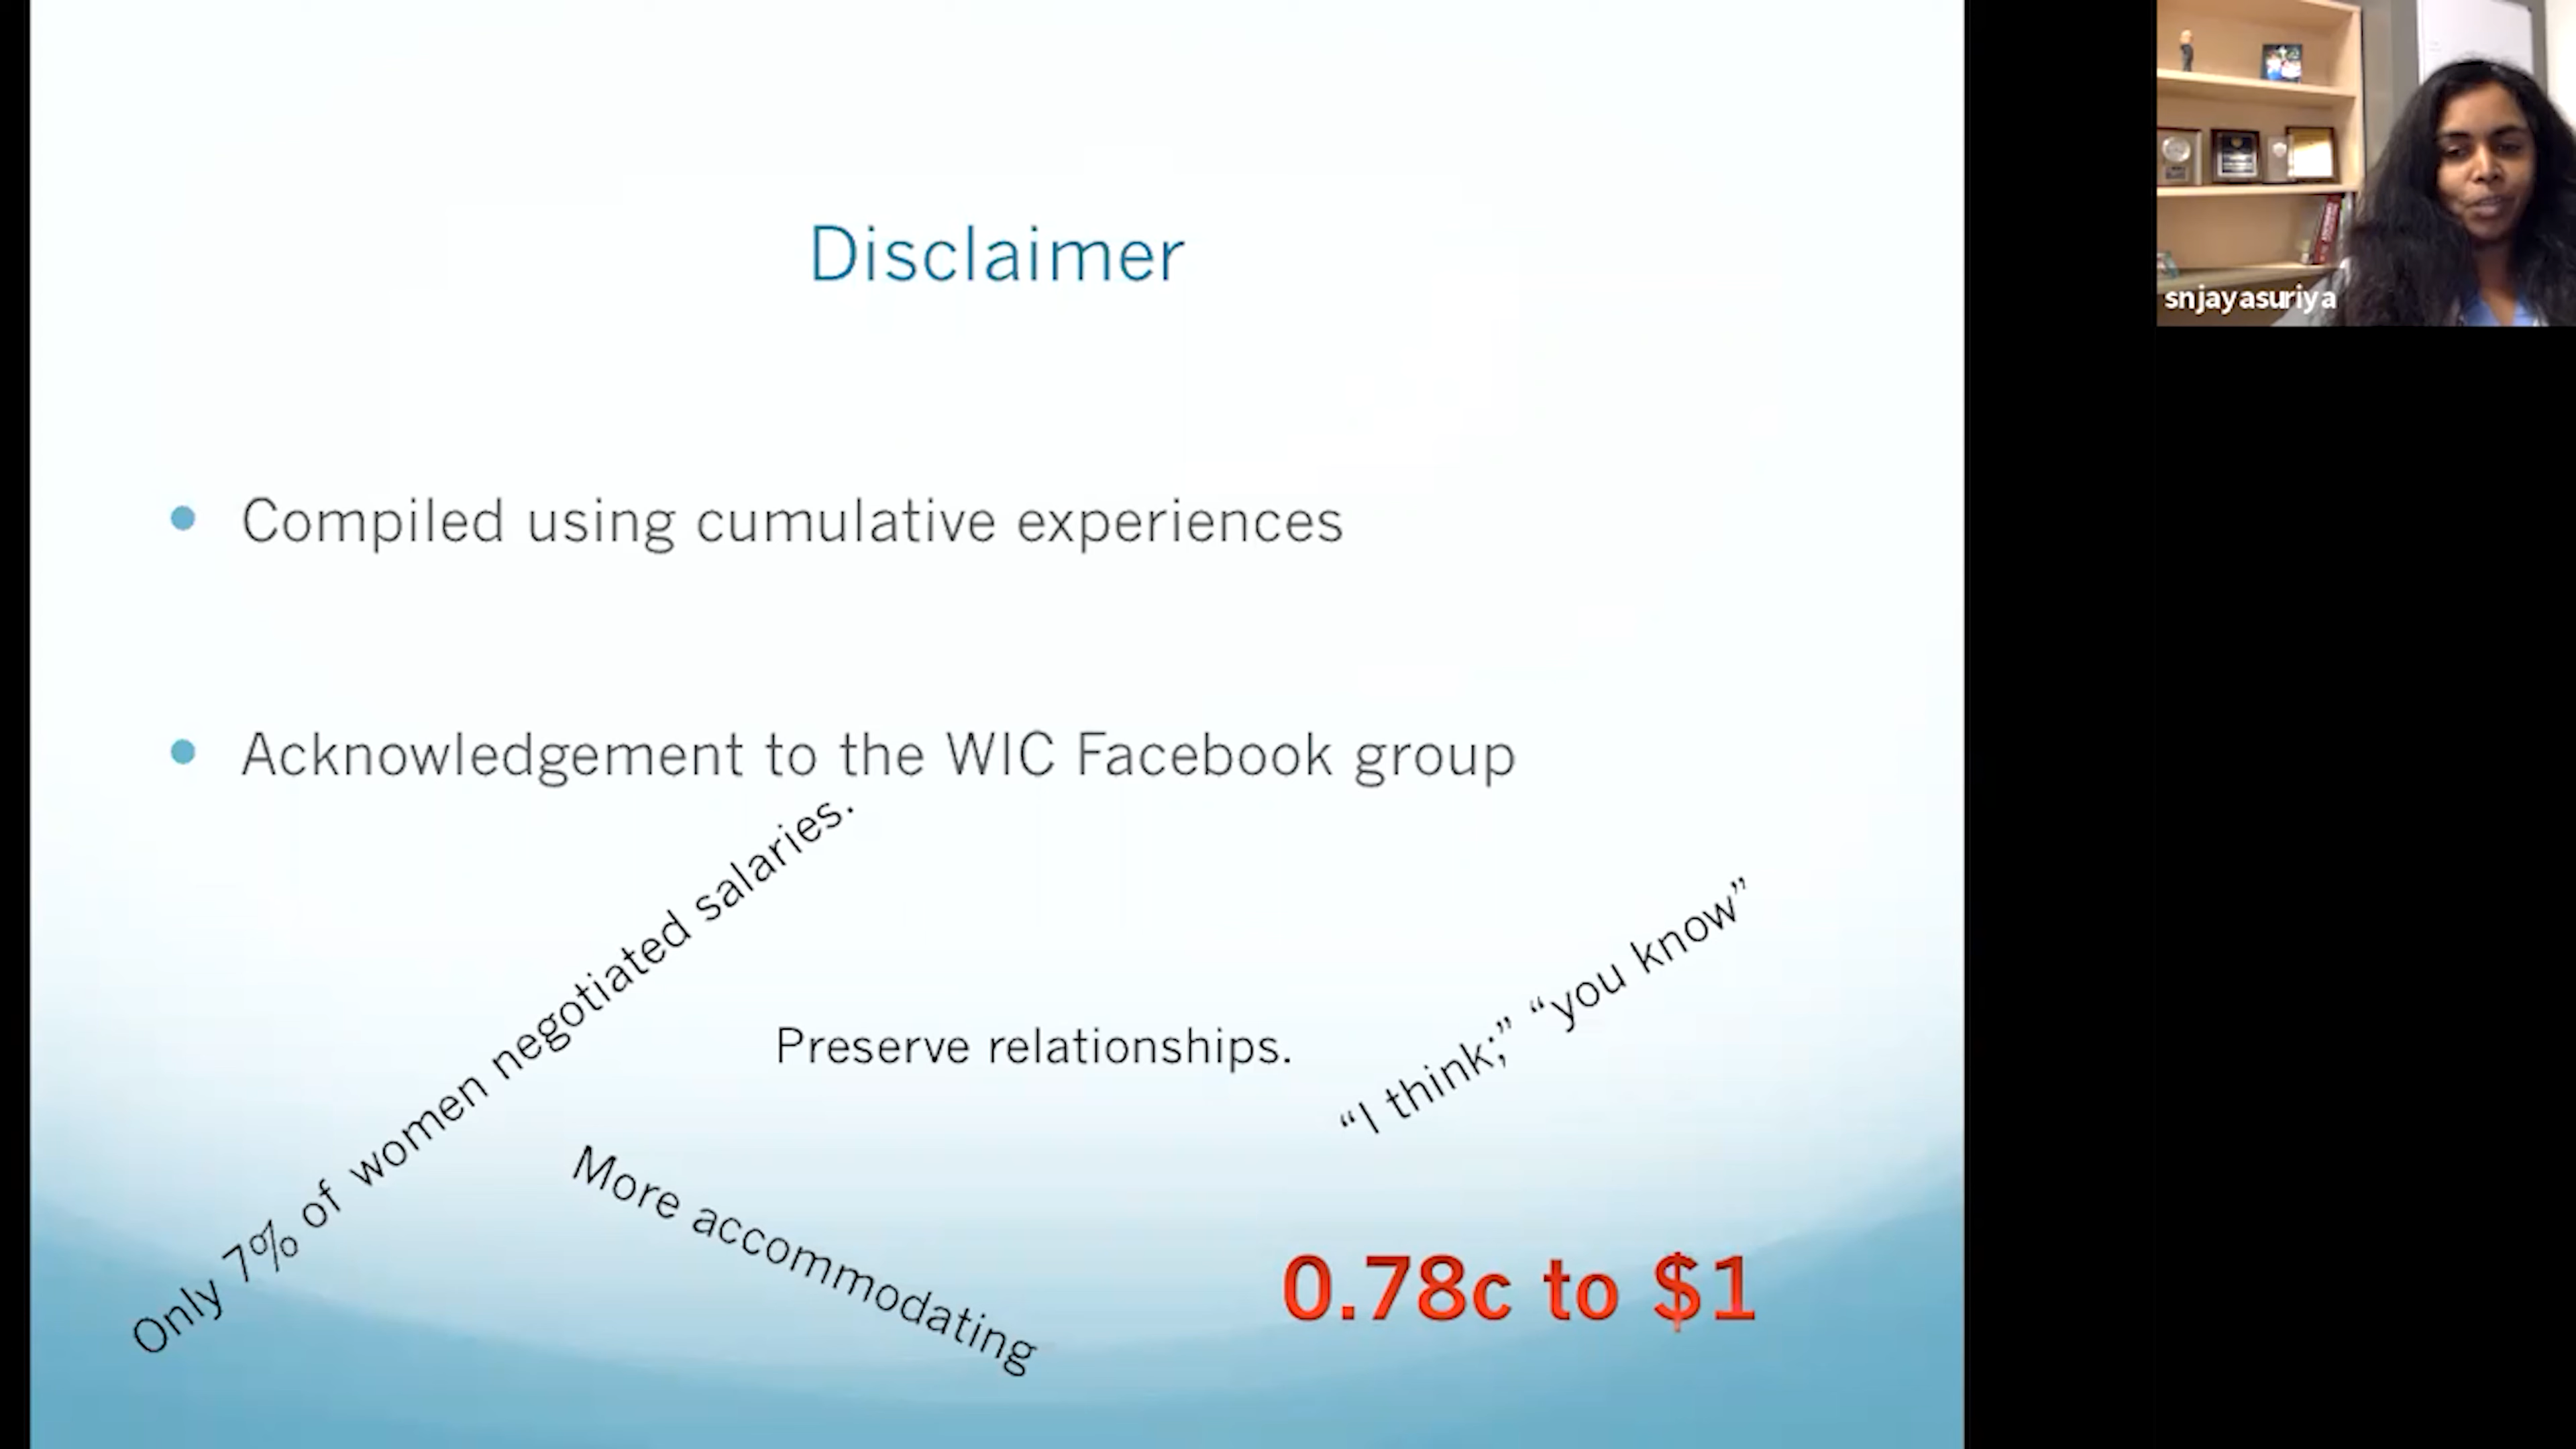 Disclaimer
Compiled using cumulative experiences
Acknowledgement to the WIC Facebook group
Only 7% of women negotiated salaries.
Preserve relationships.
“I think;” “you know”
More accommodating
0.78c to $1
snjayasuriya